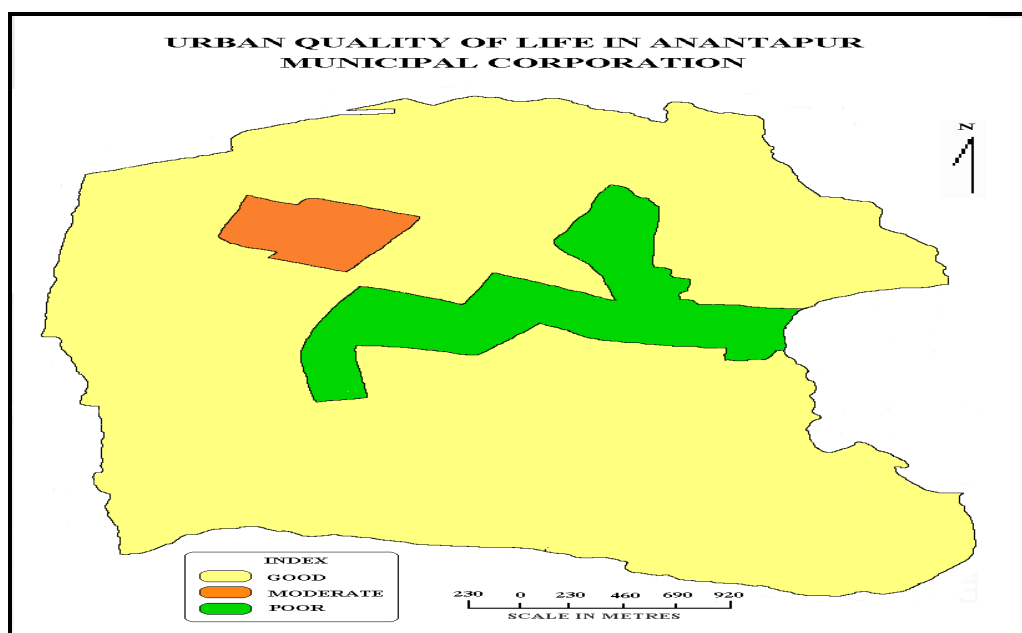 URBAN QUALITY OF LIFE IN ANANTAPUR
MUNICIPAL CORPORATION
N
INDEX
GOOD
MODERATE
POOR
230 0 230 460 690 920
SCALE IN METRES